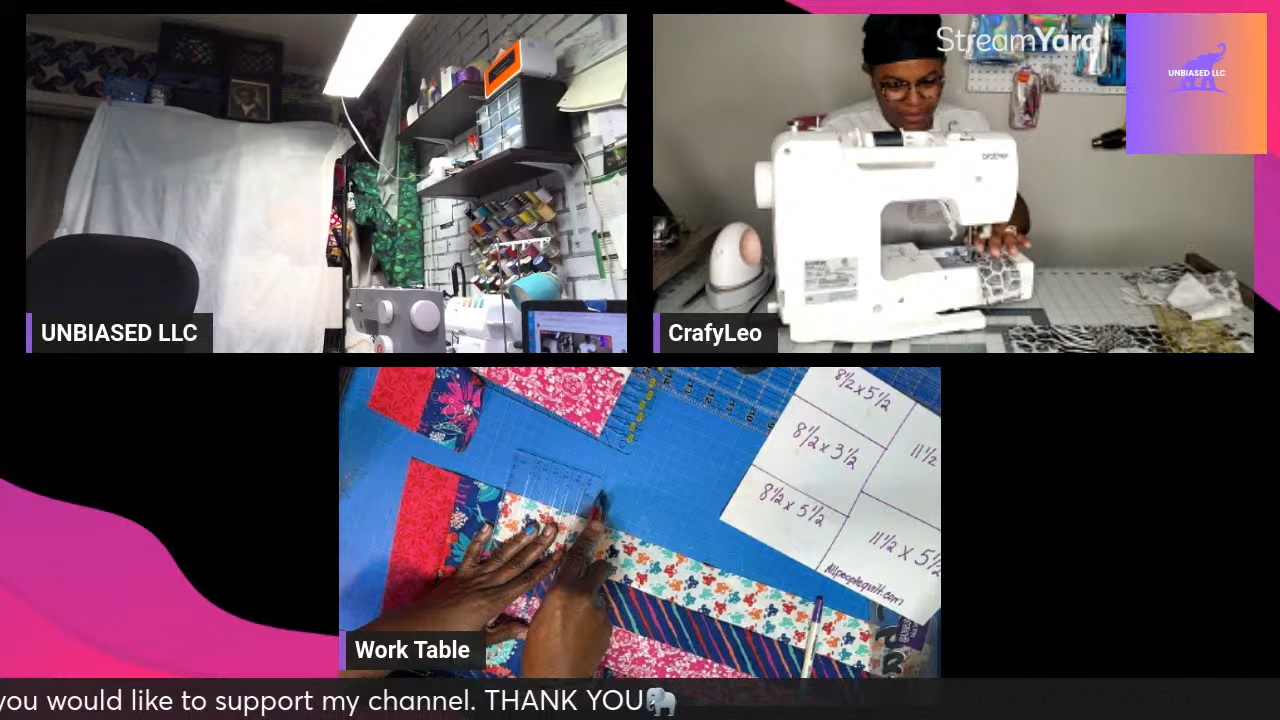 StreamYard
UNBIASED LLC
UNBIASED LLC
CrafyLeo
brother
8½ x 5½
8½ x 3½
11½
8½ x 5½
11½ x 5½
Allpeoplequilt.com
Work Table
you would like to support my channel. THANK YOU🐘